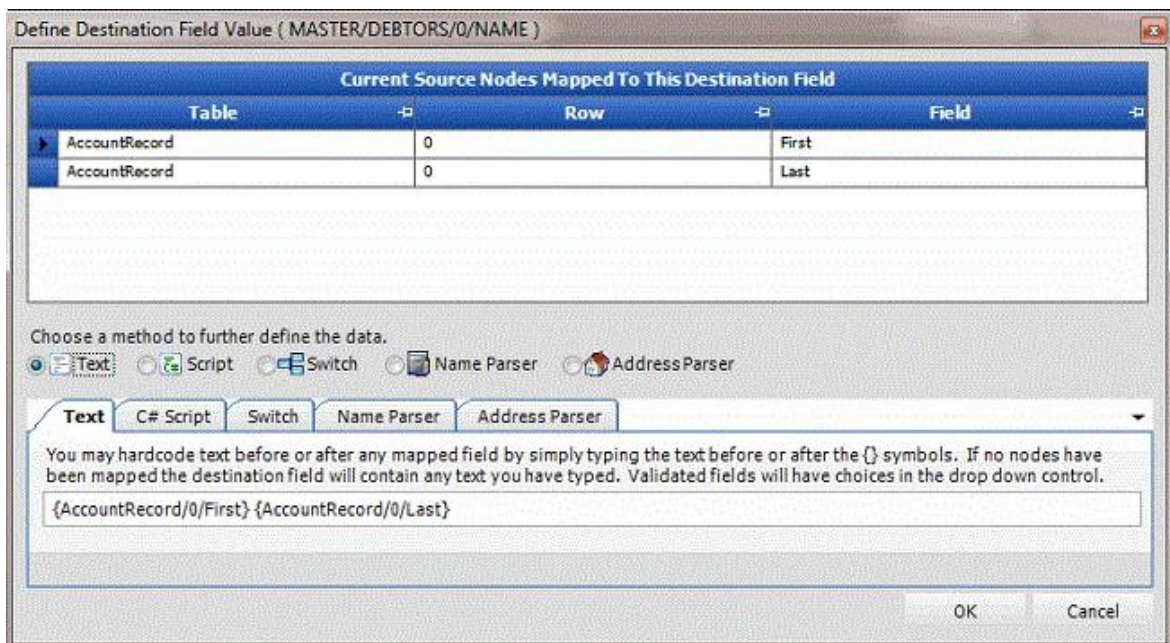 Define Destination Field Value ( MASTER/DEBTORS/0/NAME )
Current Source Nodes Mapped To This Destination Field
Table Row Field
AccountRecord 0 First
AccountRecord 0 Last
Choose a method to further define the data.
Text Script Switch Name Parser Address Parser
Text C# Script Switch Name Parser Address Parser
You may hardcode text before or after any mapped field by simply typing the text before or after the {} symbols. If no nodes have
been mapped the destination field will contain any text you have typed. Validated fields will have choices in the drop down control.
{AccountRecord/0/First} {AccountRecord/0/Last}
OK Cancel